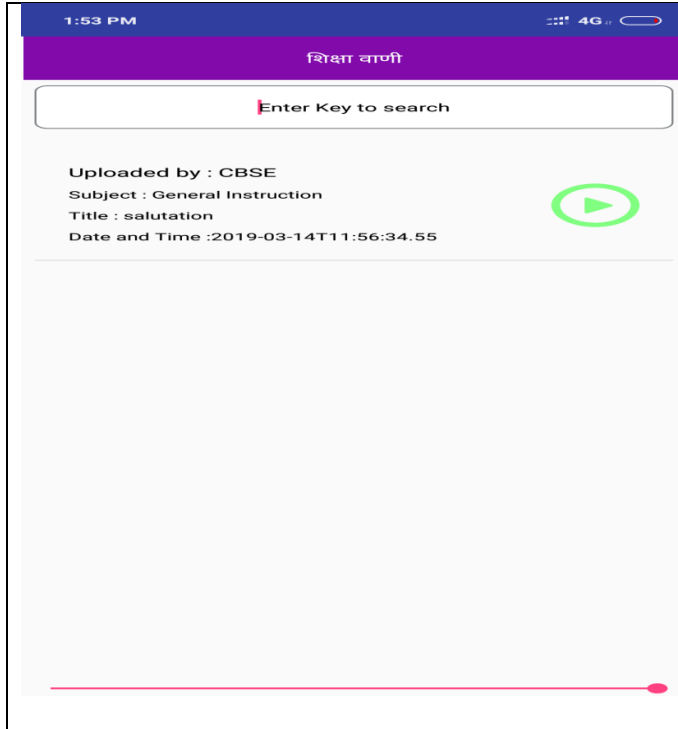 1:53 PM 4G
शिक्षा वाणी
Enter Key to search
Uploaded by : CBSE
Subject : General Instruction
Title : salutation
Date and Time :2019-03-14T11:56:34.55